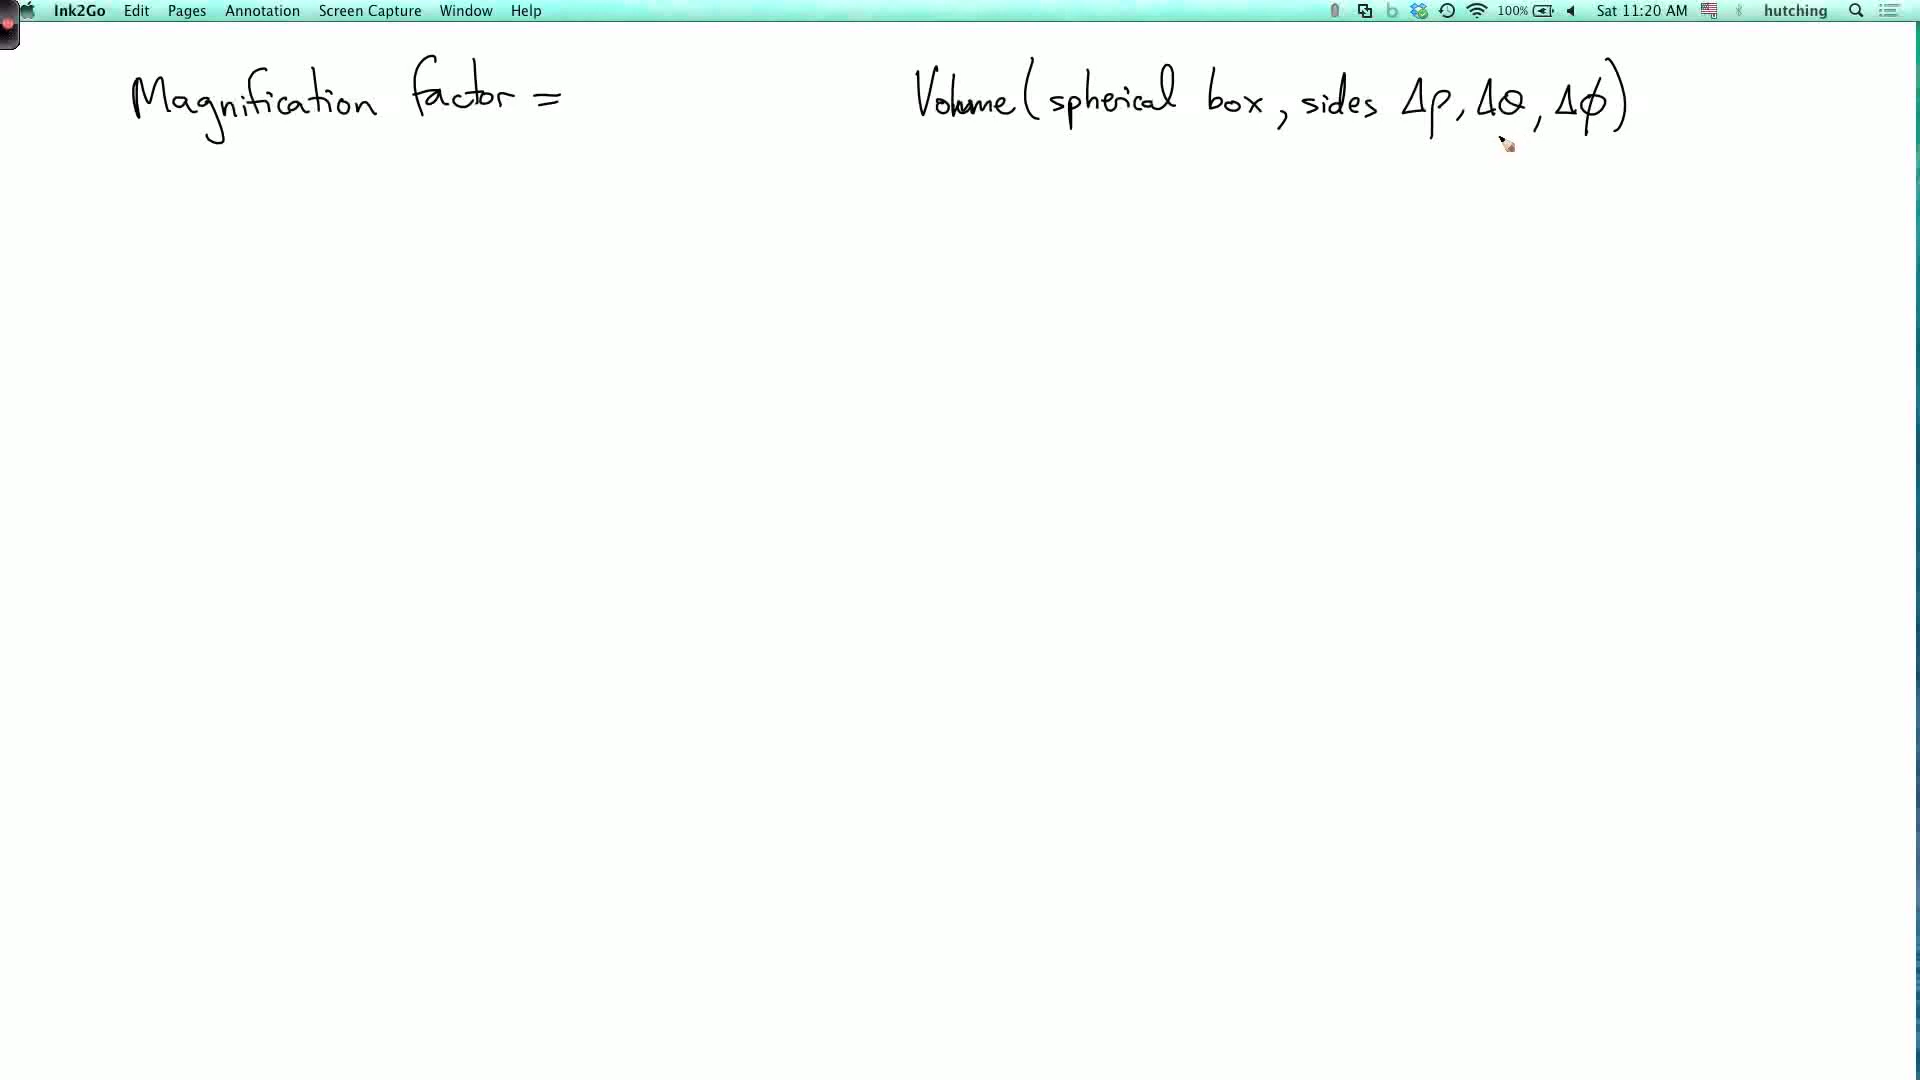 Ink2Go Edit Pages Annotation Screen Capture Window Help 100% Sat 11:20 AM hutching
Magnification factor = Volume (spherical box, sides Δρ, Δθ, Δϕ)